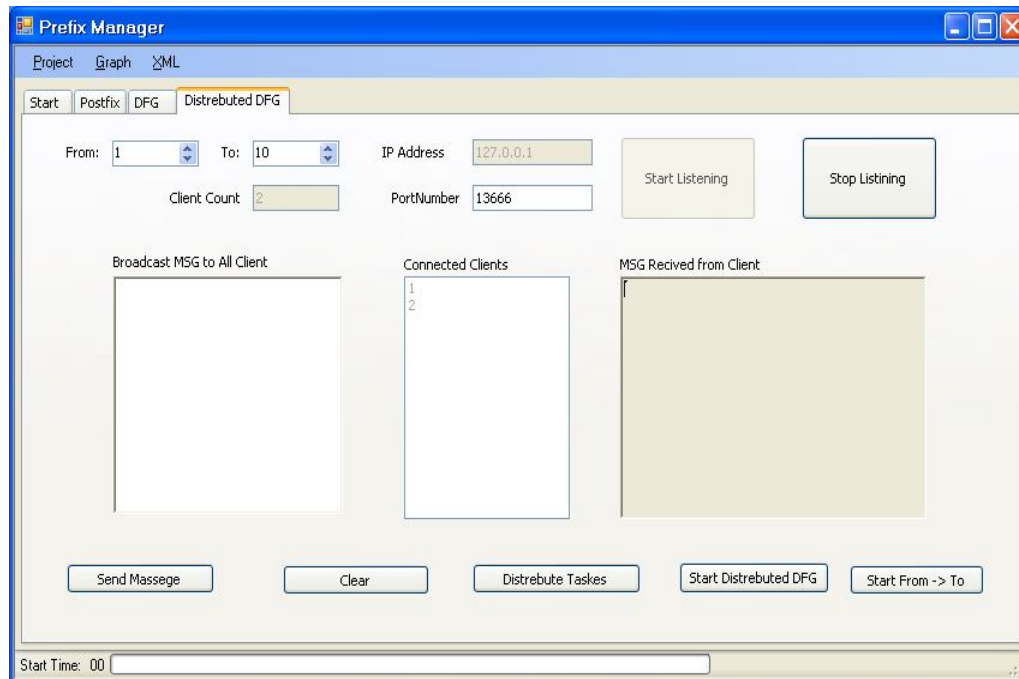 Prefix Manager
Project Graph XML
Start Postfix DFG Distrebuted DFG
From: 1 To: 10 IP Address 127.0.0.1 Start Listening Stop Listining
Client Count 2 PortNumber 13666
Broadcast MSG to All Client Connected Clients MSG Recived from Client
1
2
Send Massege Clear Distrebute Taskes Start Distrebuted DFG Start From -> To
Start Time: 00